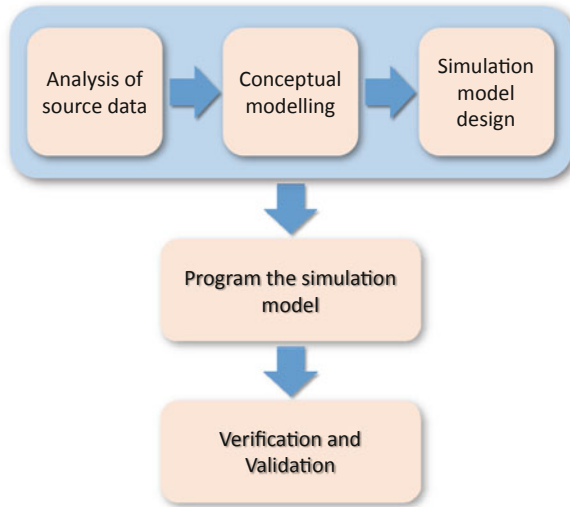 Analysis of
source data
Conceptual
modelling
Simulation
model
design
Program the simulation
model
Verification and
Validation